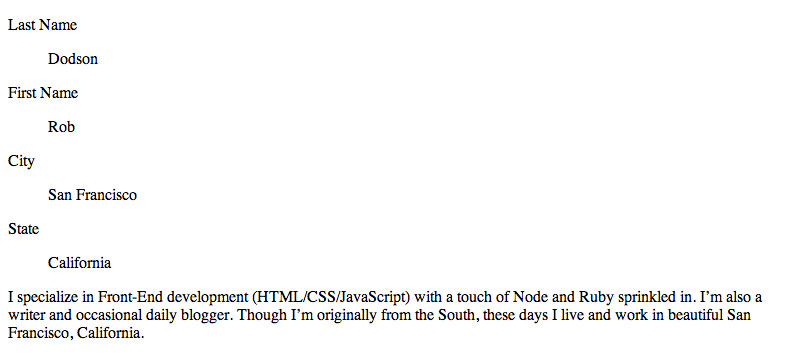 Last Name
Dodson
First Name
Rob
City
San Francisco
State
California
I specialize in Front-End development (HTML/CSS/JavaScript) with a touch of Node and Ruby sprinkled in. I’m also a
writer and occasional daily blogger. Though I’m originally from the South, these days I live and work in beautiful San
Francisco, California.